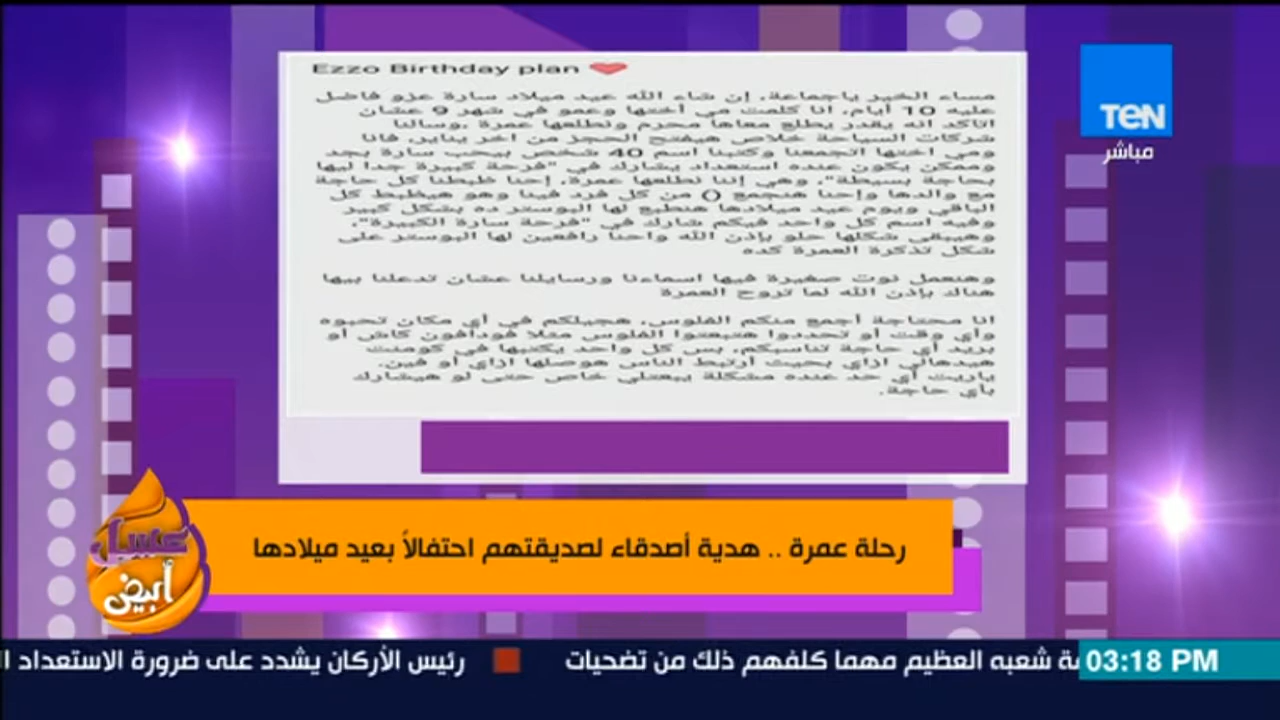 TEN
مباشر
Ezzo Birthday plan ❤
مساء الخير ياجماعة، إن شاء الله عيد ميلاد سارة عزو فاضل
عليه 10 أيام، أنا كلمت مي أختها وعمو في شهر 9 عشان
اتاكد انه يقدر يطلع معاها محرم ونطلعها عمرة ،وسالنا
شركات السياحة خلاص هيفتح الحجز من اخر يناير، فأنا
ومي اختها اتجمعنا وكتبنا اسم 40 شخص بيحب سارة بجد
وممكن يكون عنده استعداد يشارك في "فرحة كبيرة جدا ليها
بحاجة بسيطة"، وهي إننا نطلعها عمرة، إحنا ظبطنا كل حاجة
مع والدها وإحنا هنجمع () من كل فرد فينا وهو هيظبط كل
الباقي ويوم عيد ميلادها هنطبع لها البوستر ده بشكل كبير
وفيه اسم كل واحد فيكم شارك في "فرحة سارة الكبيرة"،
وهيبقى شكلها حلو بإذن الله واحنا رافعين لها البوستر على
شكل تذكرة العمرة كده
وهنعمل نوت صغيرة فيها اسماءنا ورسايلنا عشان تدعلنا بيها
هناك بإذن الله لما تروح العمرة
انا محتاجة أجمع منكم الفلوس، هجيلكم في أي مكان تحبوه
وأي وقت أو تحددوا هتبعتوا الفلوس مثلا فودافون كاش أو
بريد أي حاجة تناسبكم، بس كل واحد يكتبها في كومنت
هيدهالي ازاي بحيث أرتبط الناس هوصلها ازاي أو فين.
ياريت أي حد عنده مشكلة يبعتلي خاص حتى لو هيشارك
بأي حاجة.
رحلة عمرة .. هدية أصدقاء لصديقتهم احتفالاً بعيد ميلادها
عسل
أبيض
ة شعبه العظيم مهما كلفهم ذلك من تضحيات
رئيس الأركان يشدد على ضرورة الاستعداد ال
03:18 PM